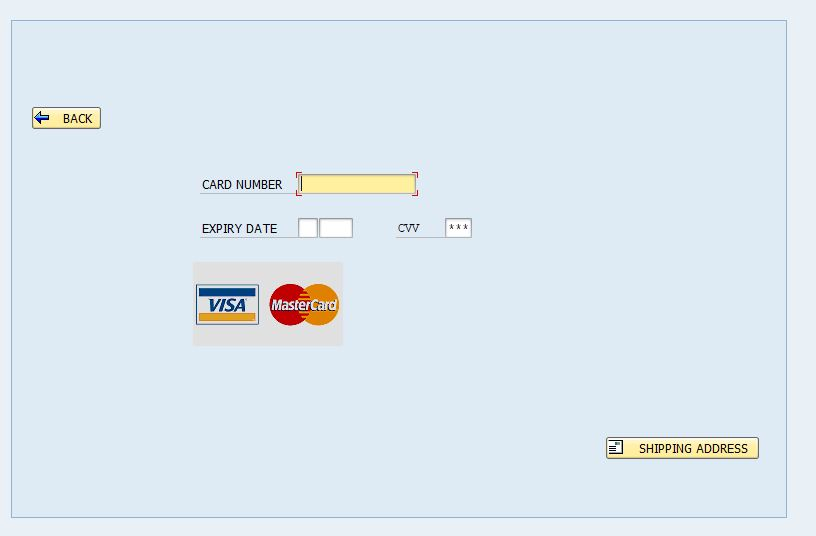 BACK
CARD NUMBER
EXPIRY DATE CVV ***
VISA MasterCard
SHIPPING ADDRESS